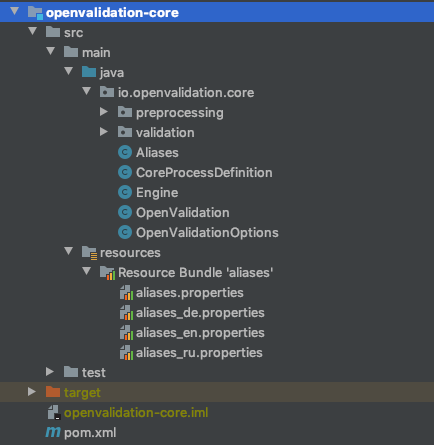 openvalidation-core
src
main
java
io.openvalidation.core
preprocessing
validation
Aliases
CoreProcessDefinition
Engine
OpenValidation
OpenValidationOptions
resources
Resource Bundle 'aliases'
aliases.properties
aliases_de.properties
aliases_en.properties
aliases_ru.properties
test
target
openvalidation-core.iml
pom.xml